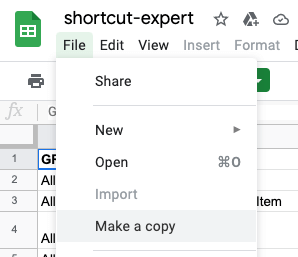 shortcut-expert
File Edit View Insert Format
Share
fx
New
1
Open ⌘O
2 All
Import
3 All Item
Make a copy
4 All